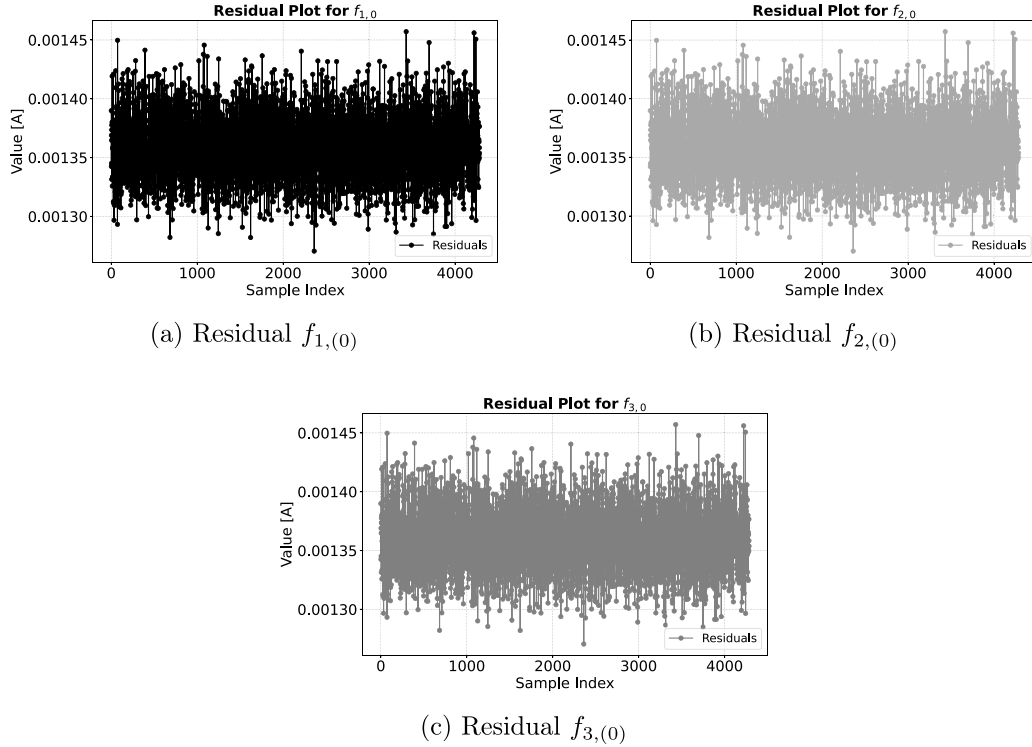 Residual Plot for f1,0
Value [A]
0.00145
0.00140
0.00135
0.00130
Residuals
0 1000 2000 3000 4000
Sample Index
(a) Residual f1,(0)
Residual Plot for f2,0
Value [A]
0.00145
0.00140
0.00135
0.00130
Residuals
0 1000 2000 3000 4000
Sample Index
(b) Residual f2,(0)
Residual Plot for f3,0
Value [A]
0.00145
0.00140
0.00135
0.00130
Residuals
0 1000 2000 3000 4000
Sample Index
(c) Residual f3,(0)